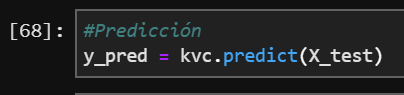 [68]:
#Predicción
y_pred = kvc.predict(X_test)